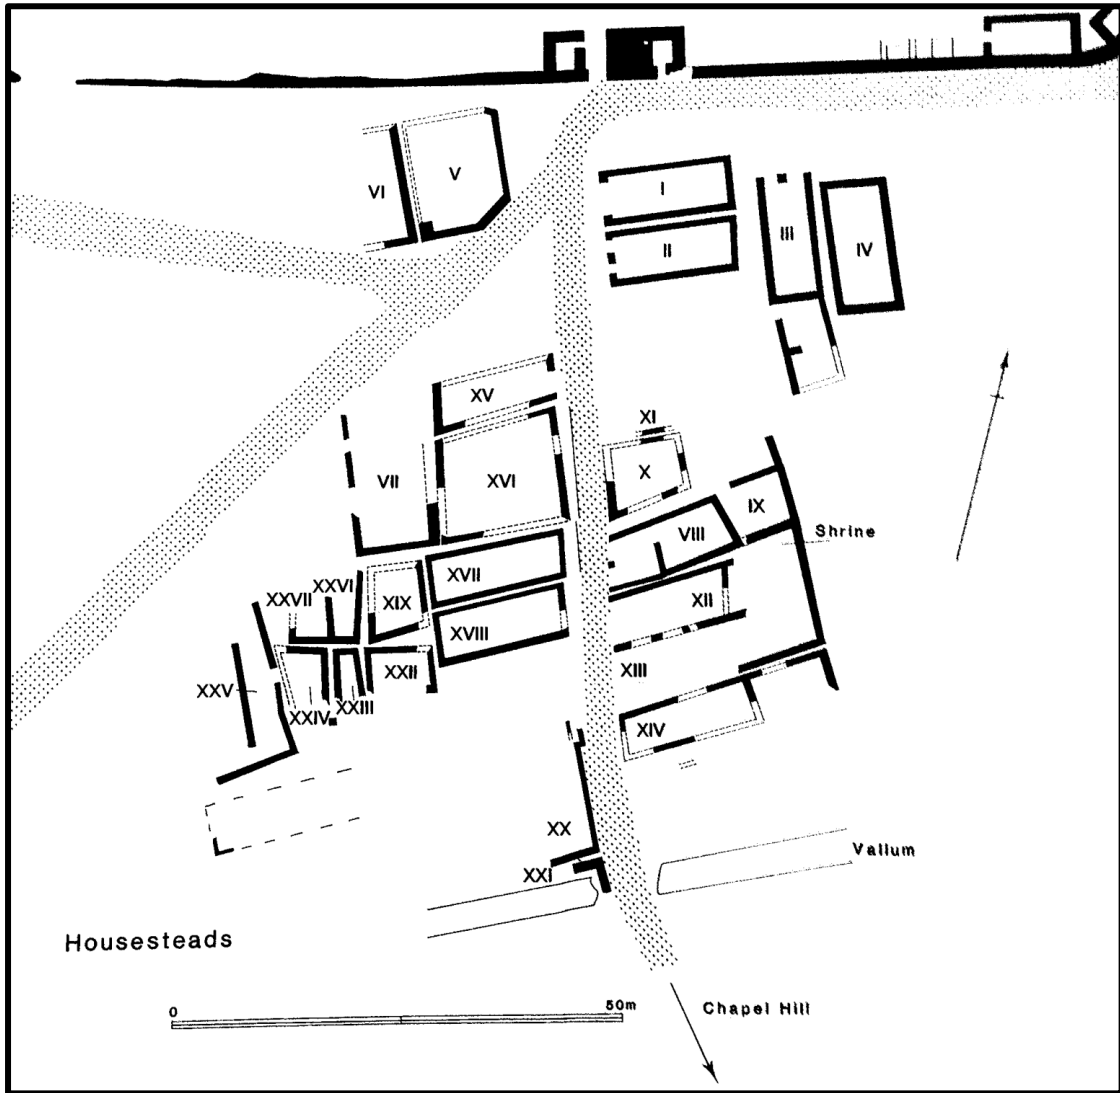 I
V
VI
III
II
IV
XV
XI
VII
X
XVI
IX
VIII
Shrine
XVII
XXVI
XXVII
XIX
XII
XVIII
XIII
XXII
XXV
XXIV
XXIII
XIV
XX
Vallum
XXI
Housesteads
0
50m
Chapel Hill